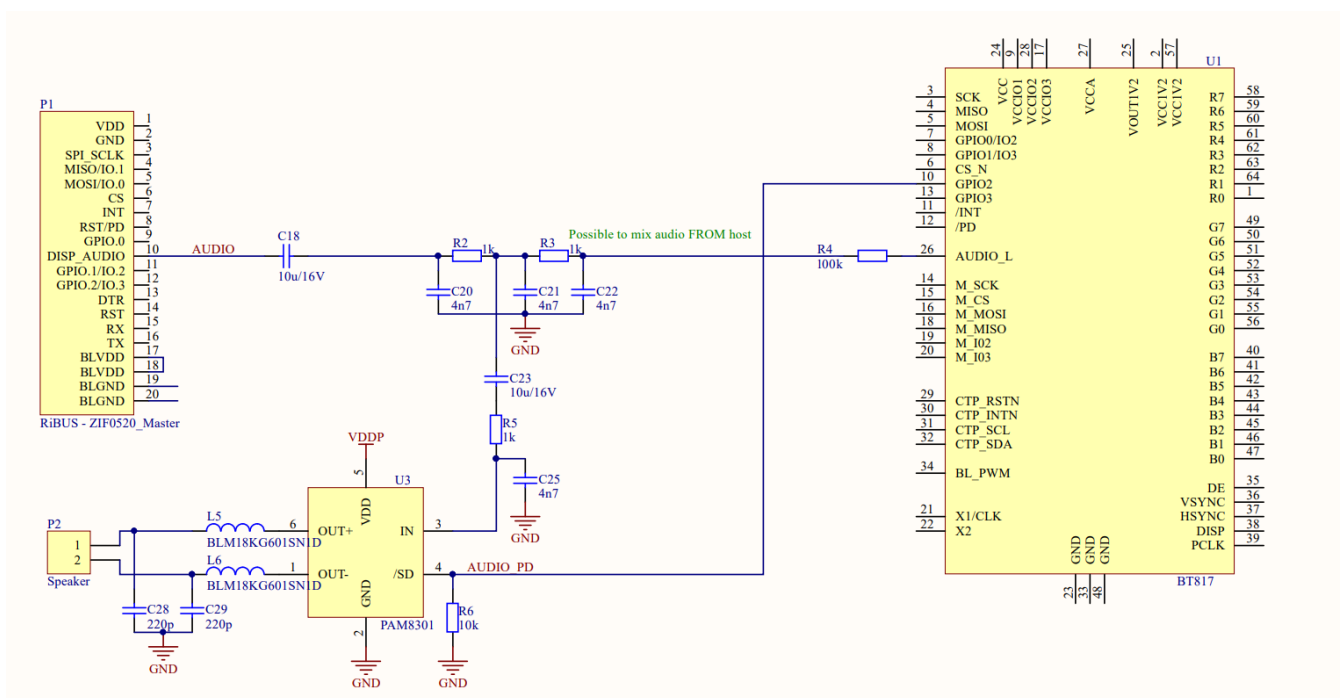 P1
VDD 1
GND 2
SPI_SCLK 3
MISO/IO.1 4
MOSI/IO.0 5
CS 6
INT 7
RST/PD 8
GPIO.0 9
DISP_AUDIO 10
GPIO.1/IO.2 11
GPIO.2/IO.3 12
DTR 13
RST 14
RX 15
TX 16
BLVDD 17
BLVDD 18
BLGND 19
BLGND 20
RiBUS - ZIF0520_Master
AUDIO
C18
10u/16V
R2
1k
R3
1k
Possible to mix audio FROM host
C20
4n7
C21
4n7
C22
4n7
GND
C23
10u/16V
R5
1k
C25
4n7
GND
R4
100k
VDDP
U3
5
VDD
6 OUT+
1 OUT-
IN 3
/SD 4
GND
2
PAM8301
GND
AUDIO_PD
R6
10k
GND
P2
1
2
Speaker
L5
BLM18KG601SN1D
L6
BLM18KG601SN1D
C28
220p
C29
220p
GND
U1
24 VCC
9 VCCIO1
28 VCCIO2
17 VCCIO3
27 VCCA
25 VOUT1V2
2 VCC1V2
57 VCC1V2
3 SCK
4 MISO
5 MOSI
7 GPIO0/IO2
8 GPIO1/IO3
6 CS_N
10 GPIO2
13 GPIO3
11 /INT
12 /PD
26 AUDIO_L
14 M_SCK
15 M_CS
16 M_MOSI
18 M_MISO
19 M_I02
20 M_I03
29 CTP_RSTN
30 CTP_INTN
31 CTP_SCL
32 CTP_SDA
34 BL_PWM
21 X1/CLK
22 X2
R7 58
R6 59
R5 60
R4 61
R3 62
R2 63
R1 64
R0 1
G7 49
G6 50
G5 51
G4 52
G3 53
G2 54
G1 55
G0 56
B7 40
B6 41
B5 42
B4 43
B3 44
B2 45
B1 46
B0 47
DE 35
VSYNC 36
HSYNC 37
DISP 38
PCLK 39
GND 23
GND 33
GND 48
BT817